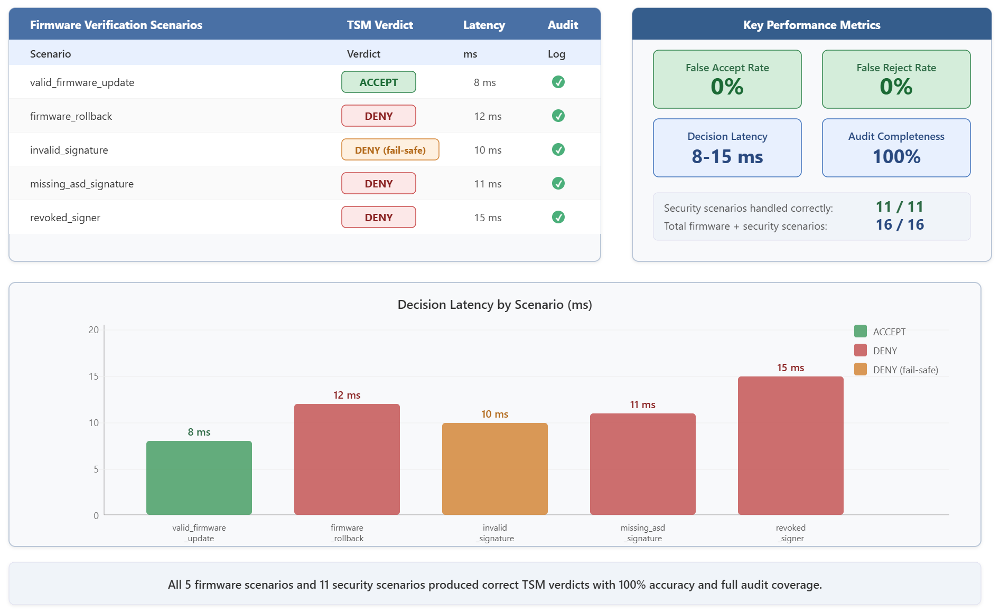 Firmware Verification Scenarios TSM Verdict Latency Audit
Scenario Verdict ms Log
valid_firmware_update ACCEPT 8 ms
firmware_rollback DENY 12 ms
invalid_signature DENY (fail-safe) 10 ms
missing_asd_signature DENY 11 ms
revoked_signer DENY 15 ms
Key Performance Metrics
False Accept Rate
0%
False Reject Rate
0%
Decision Latency
8-15 ms
Audit Completeness
100%
Security scenarios handled correctly: 11 / 11
Total firmware + security scenarios: 16 / 16
Decision Latency by Scenario (ms)
20
15
10
5
0
8 ms
12 ms
10 ms
11 ms
15 ms
ACCEPT
DENY
DENY (fail-safe)
valid_firmware
_update
firmware
_rollback
invalid
_signature
missing_asd
_signature
revoked
_signer
All 5 firmware scenarios and 11 security scenarios produced correct TSM verdicts with 100% accuracy and full audit coverage.